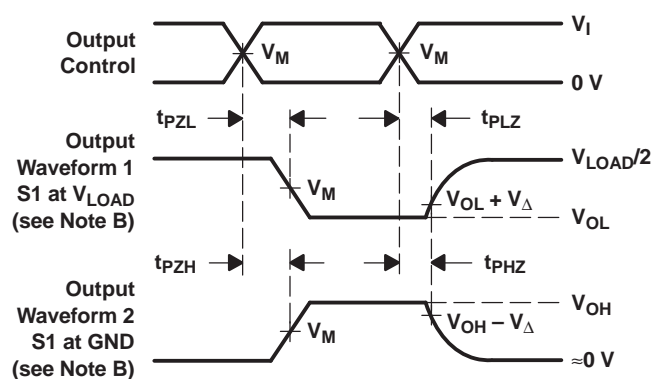 Output
Control
V_M
V_M
V_I
0 V
t_PZL
t_PLZ
Output
Waveform 1
S1 at V_LOAD
(see Note B)
V_M
V_OL + V_Δ
V_LOAD/2
V_OL
t_PZH
t_PHZ
Output
Waveform 2
S1 at GND
(see Note B)
V_M
V_OH – V_Δ
V_OH
≈0 V